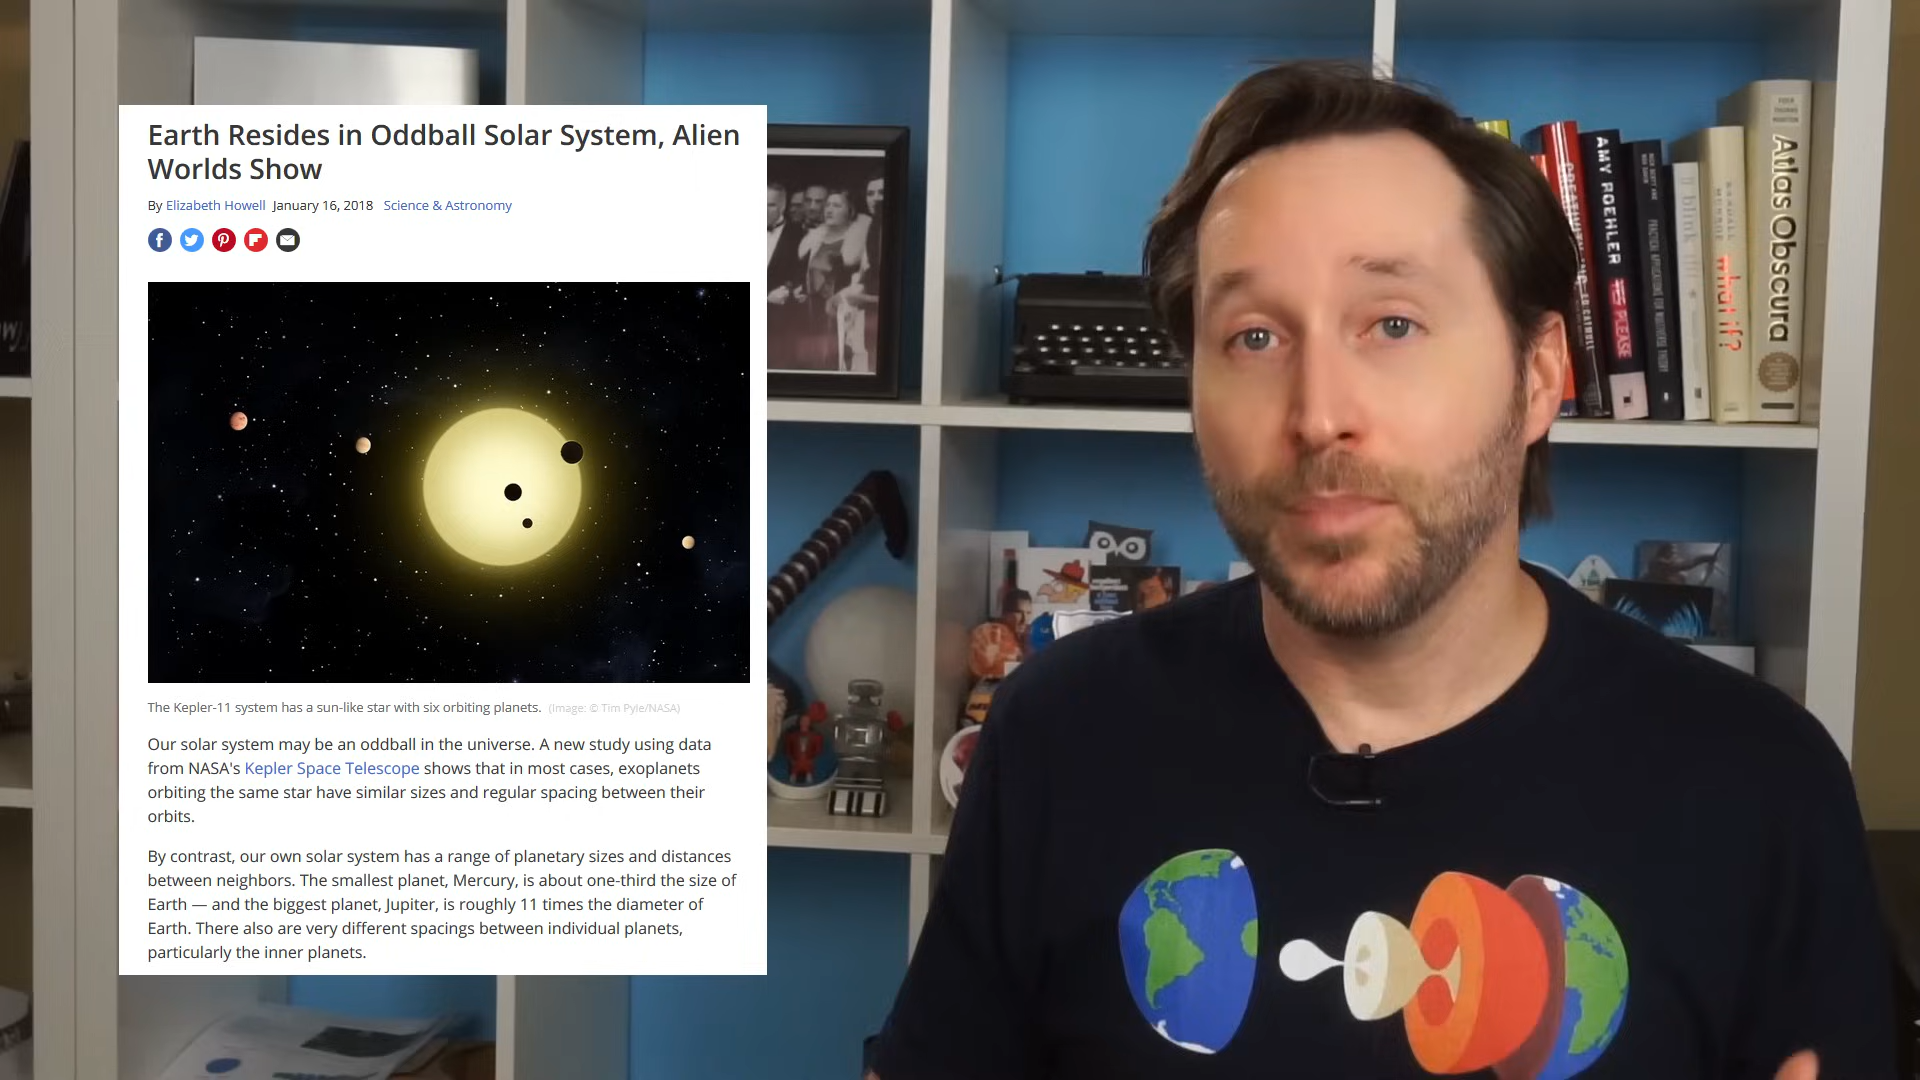 Earth Resides in Oddball Solar System, Alien
Worlds Show
By Elizabeth Howell January 16, 2018 Science & Astronomy
The Kepler-11 system has a sun-like star with six orbiting planets. (Image: © Tim Pyle/NASA)
Our solar system may be an oddball in the universe. A new study using data
from NASA's Kepler Space Telescope shows that in most cases, exoplanets
orbiting the same star have similar sizes and regular spacing between their
orbits.
By contrast, our own solar system has a range of planetary sizes and distances
between neighbors. The smallest planet, Mercury, is about one-third the size of
Earth — and the biggest planet, Jupiter, is roughly 11 times the diameter of
Earth. There also are very different spacings between individual planets,
particularly the inner planets.
AMY POEHLER
YES PLEASE
blink
what if?
Atlas Obscura